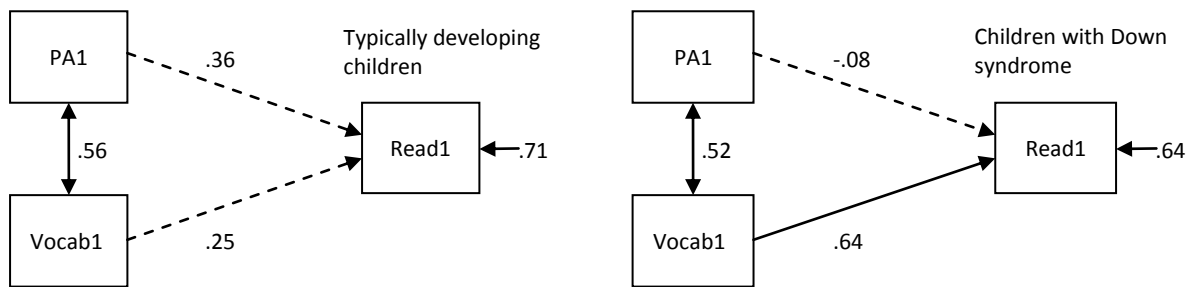 PA1
.36
Typically developing
children
.56
Read1
.71
Vocab1
.25
PA1
-.08
Children with Down
syndrome
.52
Read1
.64
Vocab1
.64